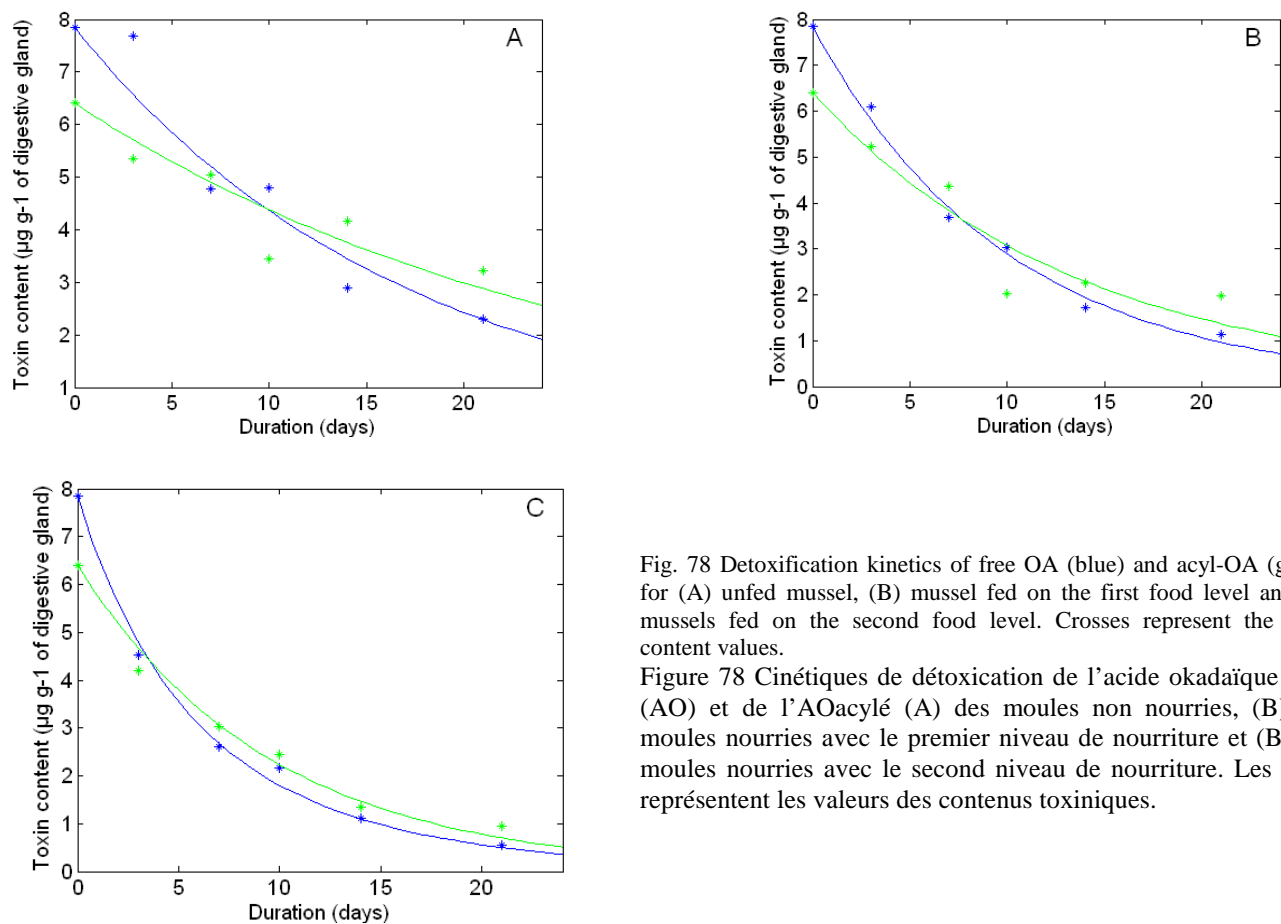 A
8
7
6
5
4
3
2
1
0 5 10 15 20
Duration (days)
Toxin content (µg g-1 of digestive gland)
B
8
7
6
5
4
3
2
1
0
0 5 10 15 20
Duration (days)
Toxin content (µg g-1 of digestive gland)
C
8
7
6
5
4
3
2
1
0
0 5 10 15 20
Duration (days)
Toxin content (µg g-1 of digestive gland)
Fig. 78 Detoxification kinetics of free OA (blue) and acyl-OA (g
for (A) unfed mussel, (B) mussel fed on the first food level an
mussels fed on the second food level. Crosses represent the
content values.
Figure 78 Cinétiques de détoxication de l’acide okadaïque
(AO) et de l’AOacylé (A) des moules non nourries, (B)
moules nourries avec le premier niveau de nourriture et (B
moules nourries avec le second niveau de nourriture. Les
représentent les valeurs des contenus toxiniques.